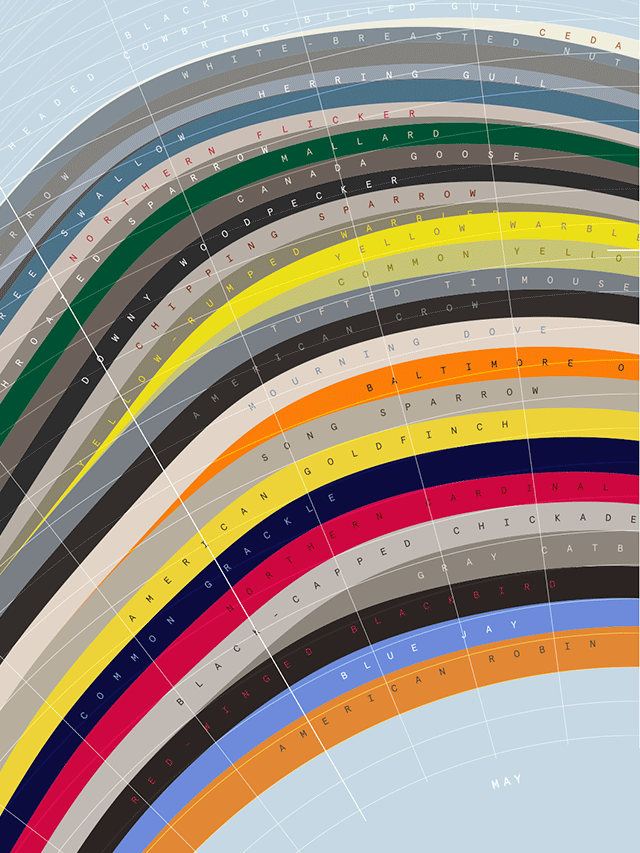 BLACK
HEADED COWBIRD
RING-BILLED GULL
CEDA
WHITE-BREASTED NUT
RROW
HERRING GULL
REE SWALLOW
NORTHERN FLICKER
HROATED SPARROW
MALLARD
CANADA GOOSE
DOWNY WOODPECKER
CHIPPING SPARROW
YELLOW-RUMPED WARBLER
YELLOW WARBLE
COMMON YELLO
TUFTED TITMOUSE
AMERICAN CROW
MOURNING DOVE
BALTIMORE O
SONG SPARROW
AMERICAN GOLDFINCH
COMMON GRACKLE
NORTHERN CARDINAL
BLACK-CAPPED CHICKADE
GRAY CATB
RED-WINGED BLACKBIRD
BLUE JAY
AMERICAN ROBIN
MAY